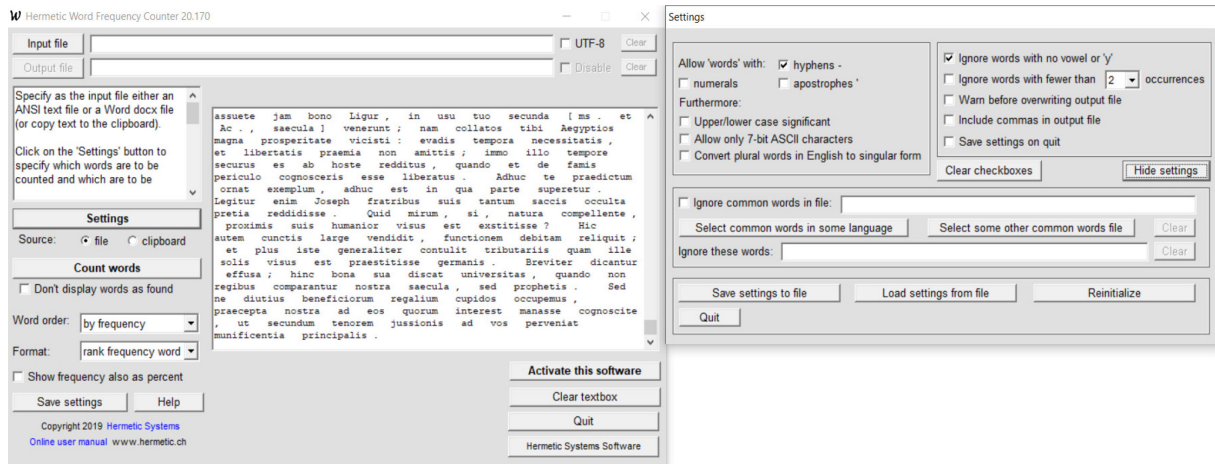 W Hermetic Word Frequency Counter 20.170
Input file
UTF-8
Clear
Output file
Disable
Clear
Specify as the input file either an
ANSI text file or a Word docx file
(or copy text to the clipboard).
Click on the 'Settings' button to
specify which words are to be
counted and which are to be
Settings
Source: file clipboard
Count words
Don't display words as found
Word order: by frequency
Format: rank frequency word
Show frequency also as percent
Save settings Help
Copyright 2019 Hermetic Systems
Online user manual www.hermetic.ch
assuete jam bono Ligur , in usu tuo secunda [ ms . et
Ac . , saecula ] venerunt ; nam collatos tibi Aegyptios
magna prosperitate vicisti : evadis tempora necessitatis ,
et libertatis praemia non amittis ; immo illo tempore
securus es ab hoste redditus , quando et de famis
periculo cognosceris esse liberatus . Adhuc te praedictum
ornat exemplum , adhuc est in qua parte superetur .
Legitur enim Joseph fratribus suis tantum saccis occulta
pretia reddidisse . Quid mirum , si , natura compellente ,
proximis suis humanior visus est exstitisse ? Hic
autem cunctis large vendidit , functionem debitam reliquit ;
et plus iste generaliter contulit tributariis quam ille
solis visus est praestitisse germanis . Breviter dicantur
effusa ; hinc bona sua discat universitas , quando non
regibus comparantur nostra saecula , sed prophetis . Sed
ne diutius beneficiorum regalium cupidos occupemus ,
praecepta nostra ad eos quorum interest manasse cognoscite
, ut secundum tenorem jussionis ad vos perveniat
munificentia principalis .
Activate this software
Clear textbox
Quit
Hermetic Systems Software
Settings
Allow 'words' with: hyphens -
numerals apostrophes '
Furthermore:
Upper/lower case significant
Allow only 7-bit ASCII characters
Convert plural words in English to singular form
Ignore words with no vowel or 'y'
Ignore words with fewer than 2 occurrences
Warn before overwriting output file
Include commas in output file
Save settings on quit
Clear checkboxes
Hide settings
Ignore common words in file:
Select common words in some language
Select some other common words file
Clear
Ignore these words:
Clear
Save settings to file
Load settings from file
Reinitialize
Quit